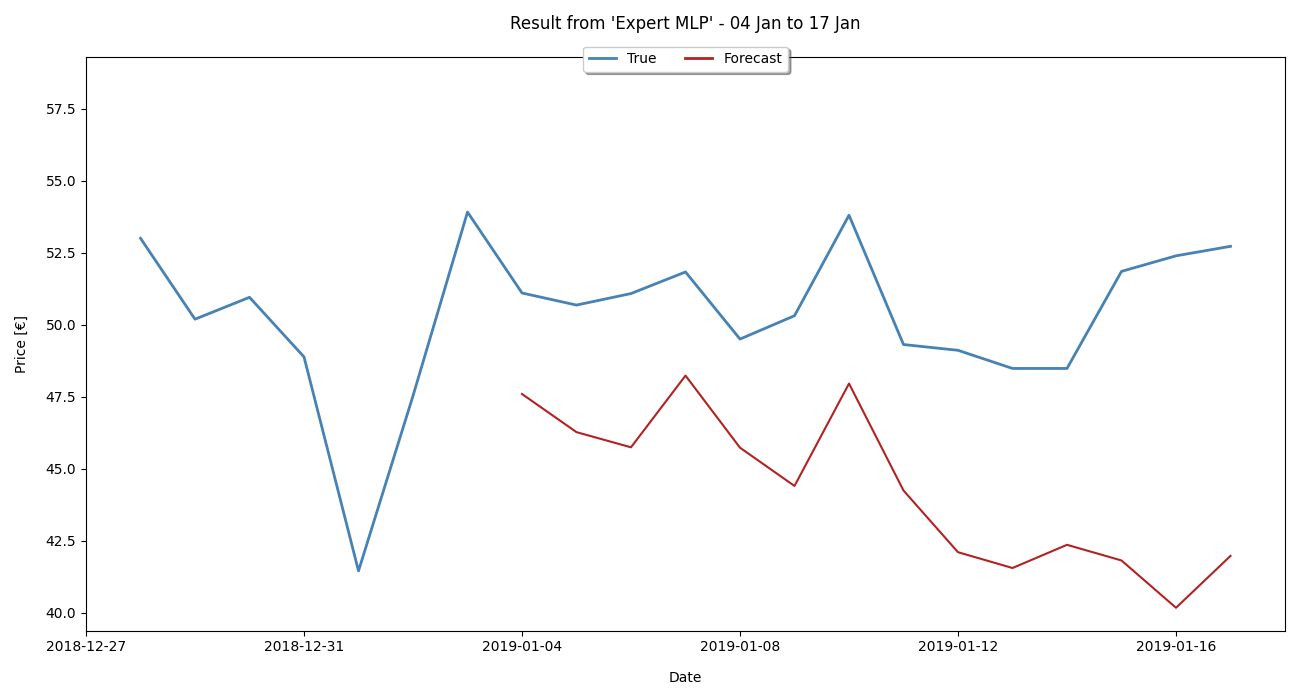 Result from 'Expert MLP' - 04 Jan to 17 Jan
True Forecast
57.5
55.0
52.5
50.0
47.5
45.0
42.5
40.0
Price [€]
2018-12-27 2018-12-31 2019-01-04 2019-01-08 2019-01-12 2019-01-16
Date